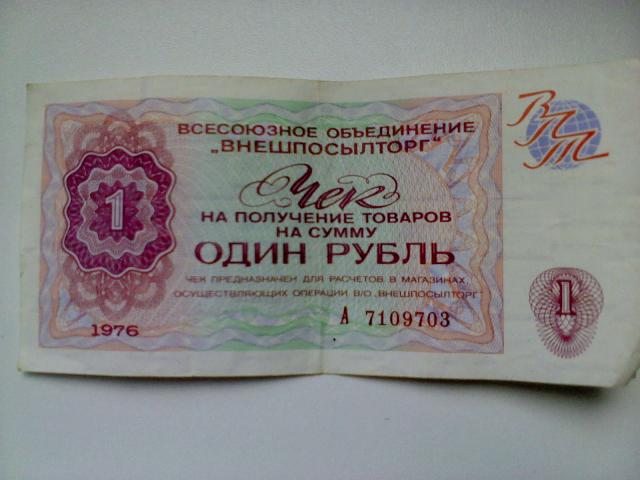 ВПТ
ВСЕСОЮЗНОЕ ОБЪЕДИНЕНИЕ
„ВНЕШПОСЫЛТОРГ“
Чек
НА ПОЛУЧЕНИЕ ТОВАРОВ
НА СУММУ
ОДИН РУБЛЬ
ЧЕК ПРЕДНАЗНАЧЕН ДЛЯ РАСЧЕТОВ В МАГАЗИНАХ,
ОСУЩЕСТВЛЯЮЩИХ ОПЕРАЦИИ В/О „ВНЕШПОСЫЛТОРГ“
1
1
1976
А 7109703